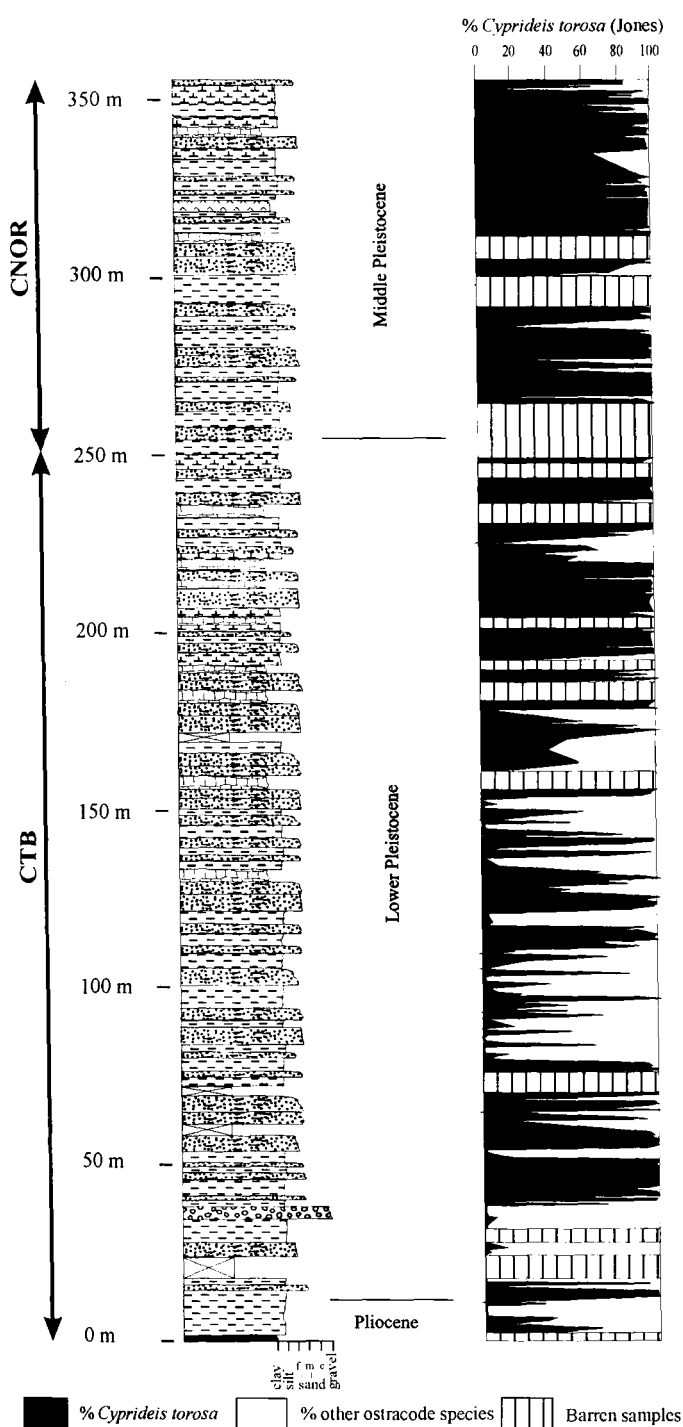 % Cyprideis torosa (Jones)
0 20 40 60 80 100
350 m
300 m
250 m
200 m
150 m
100 m
50 m
0 m
CNOR
CTB
Middle Pleistocene
Lower Pleistocene
Pliocene
clay
silt
f m c
sand
gravel
% Cyprideis torosa
% other ostracode species
Barren samples